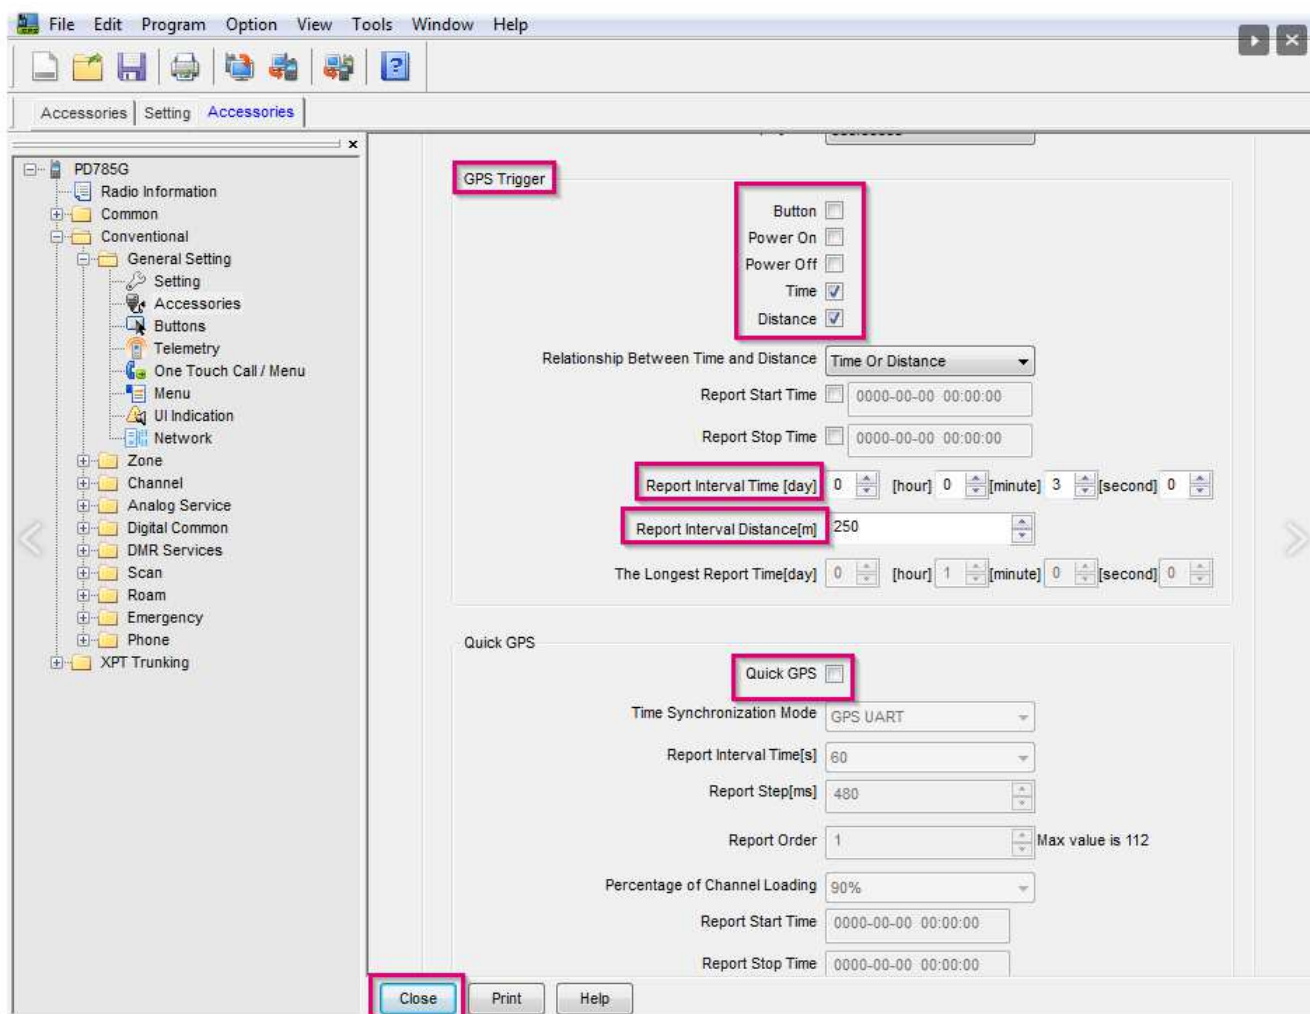 File Edit Program Option View Tools Window Help
Accessories Setting Accessories
PD785G
Radio Information
Common
Conventional
General Setting
Setting
Accessories
Buttons
Telemetry
One Touch Call / Menu
Menu
UI Indication
Network
Zone
Channel
Analog Service
Digital Common
DMR Services
Scan
Roam
Emergency
Phone
XPT Trunking
GPS Trigger
Button
Power On
Power Off
Time
Distance
Relationship Between Time and Distance Time Or Distance
Report Start Time 0000-00-00 00:00:00
Report Stop Time 0000-00-00 00:00:00
Report Interval Time [day] 0 [hour] 0 [minute] 3 [second] 0
Report Interval Distance[m] 250
The Longest Report Time[day] 0 [hour] 1 [minute] 0 [second] 0
Quick GPS
Quick GPS
Time Synchronization Mode GPS UART
Report Interval Time[s] 60
Report Step[ms] 480
Report Order 1 Max value is 112
Percentage of Channel Loading 90%
Report Start Time 0000-00-00 00:00:00
Report Stop Time 0000-00-00 00:00:00
Close Print Help